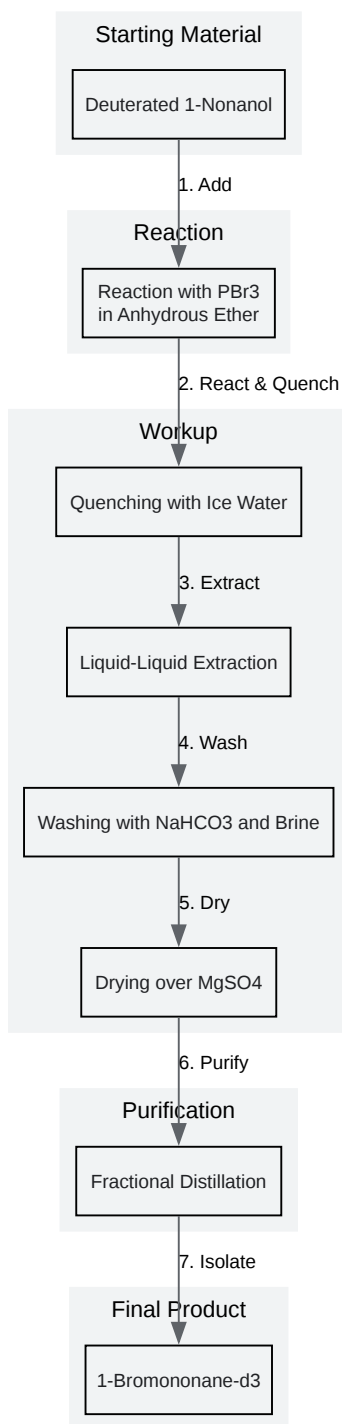 Starting Material
Deuterated 1-Nonanol
1. Add
Reaction
Reaction with PBr3
in Anhydrous Ether
2. React & Quench
Workup
Quenching with Ice Water
3. Extract
Liquid-Liquid Extraction
4. Wash
Washing with NaHCO3 and Brine
5. Dry
Drying over MgSO4
6. Purify
Purification
Fractional Distillation
7. Isolate
Final Product
1-Bromononane-d3